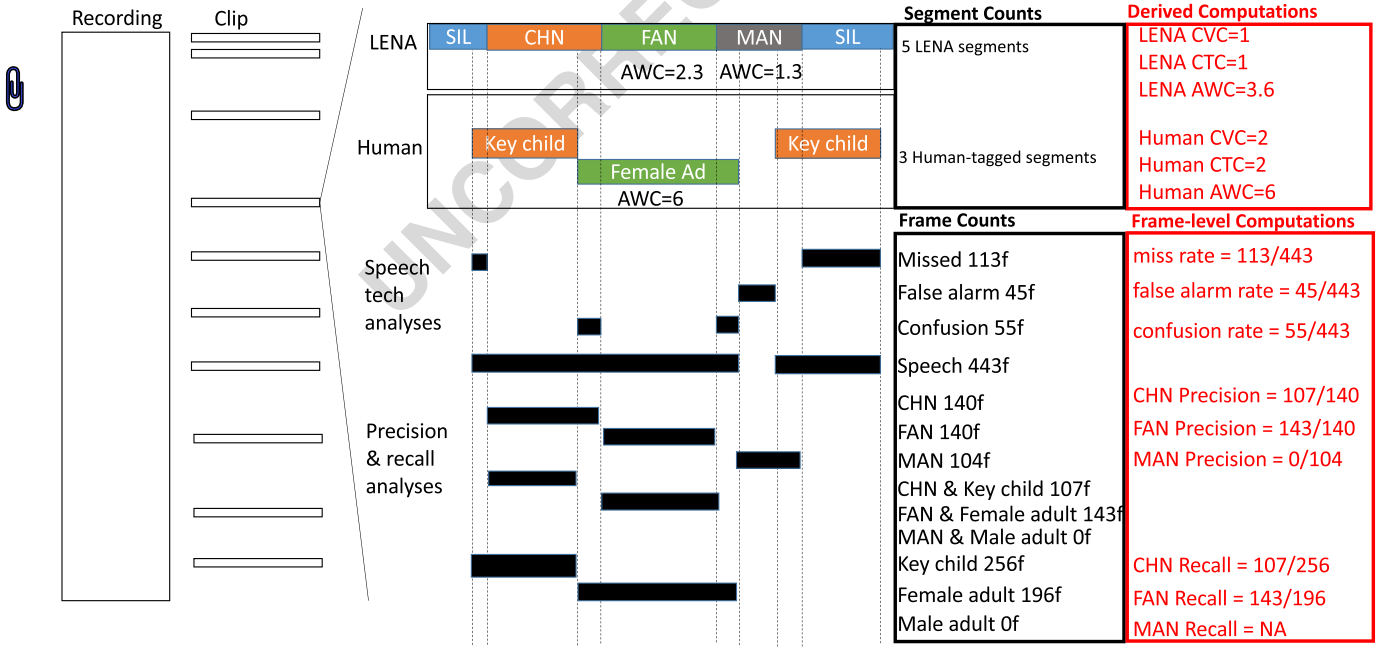 Recording
Clip
LENA
SIL
CHN
FAN
MAN
SIL
AWC=2.3
AWC=1.3
Human
Key child
Key child
Female Ad
AWC=6
Segment Counts
5 LENA segments
3 Human-tagged segments
Derived Computations
LENA CVC=1
LENA CTC=1
LENA AWC=3.6
Human CVC=2
Human CTC=2
Human AWC=6
Speech
tech
analyses
Precision
& recall
analyses
Frame Counts
Missed 113f
False alarm 45f
Confusion 55f
Speech 443f
CHN 140f
FAN 140f
MAN 104f
CHN & Key child 107f
FAN & Female adult 143f
MAN & Male adult 0f
Key child 256f
Female adult 196f
Male adult 0f
Frame-level Computations
miss rate = 113/443
false alarm rate = 45/443
confusion rate = 55/443
CHN Precision = 107/140
FAN Precision = 143/140
MAN Precision = 0/104
CHN Recall = 107/256
FAN Recall = 143/196
MAN Recall = NA